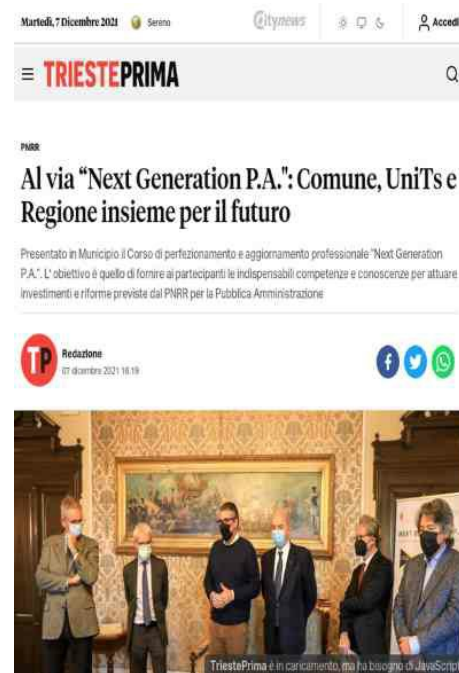 Martedì, 7 Dicembre 2021 Sereno Citynews Accedi
TRIESTEPRIMA
PNRR
Al via “Next Generation P.A.": Comune, UniTs e
Regione insieme per il futuro
Presentato in Municipio il Corso di perfezionamento e aggiornamento professionale "Next Generation
P.A.". L' obiettivo è quello di fornire ai partecipanti le indispensabili competenze e conoscenze per attuare
investimenti e riforme previste dal PNRR per la Pubblica Amministrazione
TP
Redazione
07 dicembre 2021 16:19
TriestePrima è in caricamento, ma ha bisogno di JavaScript